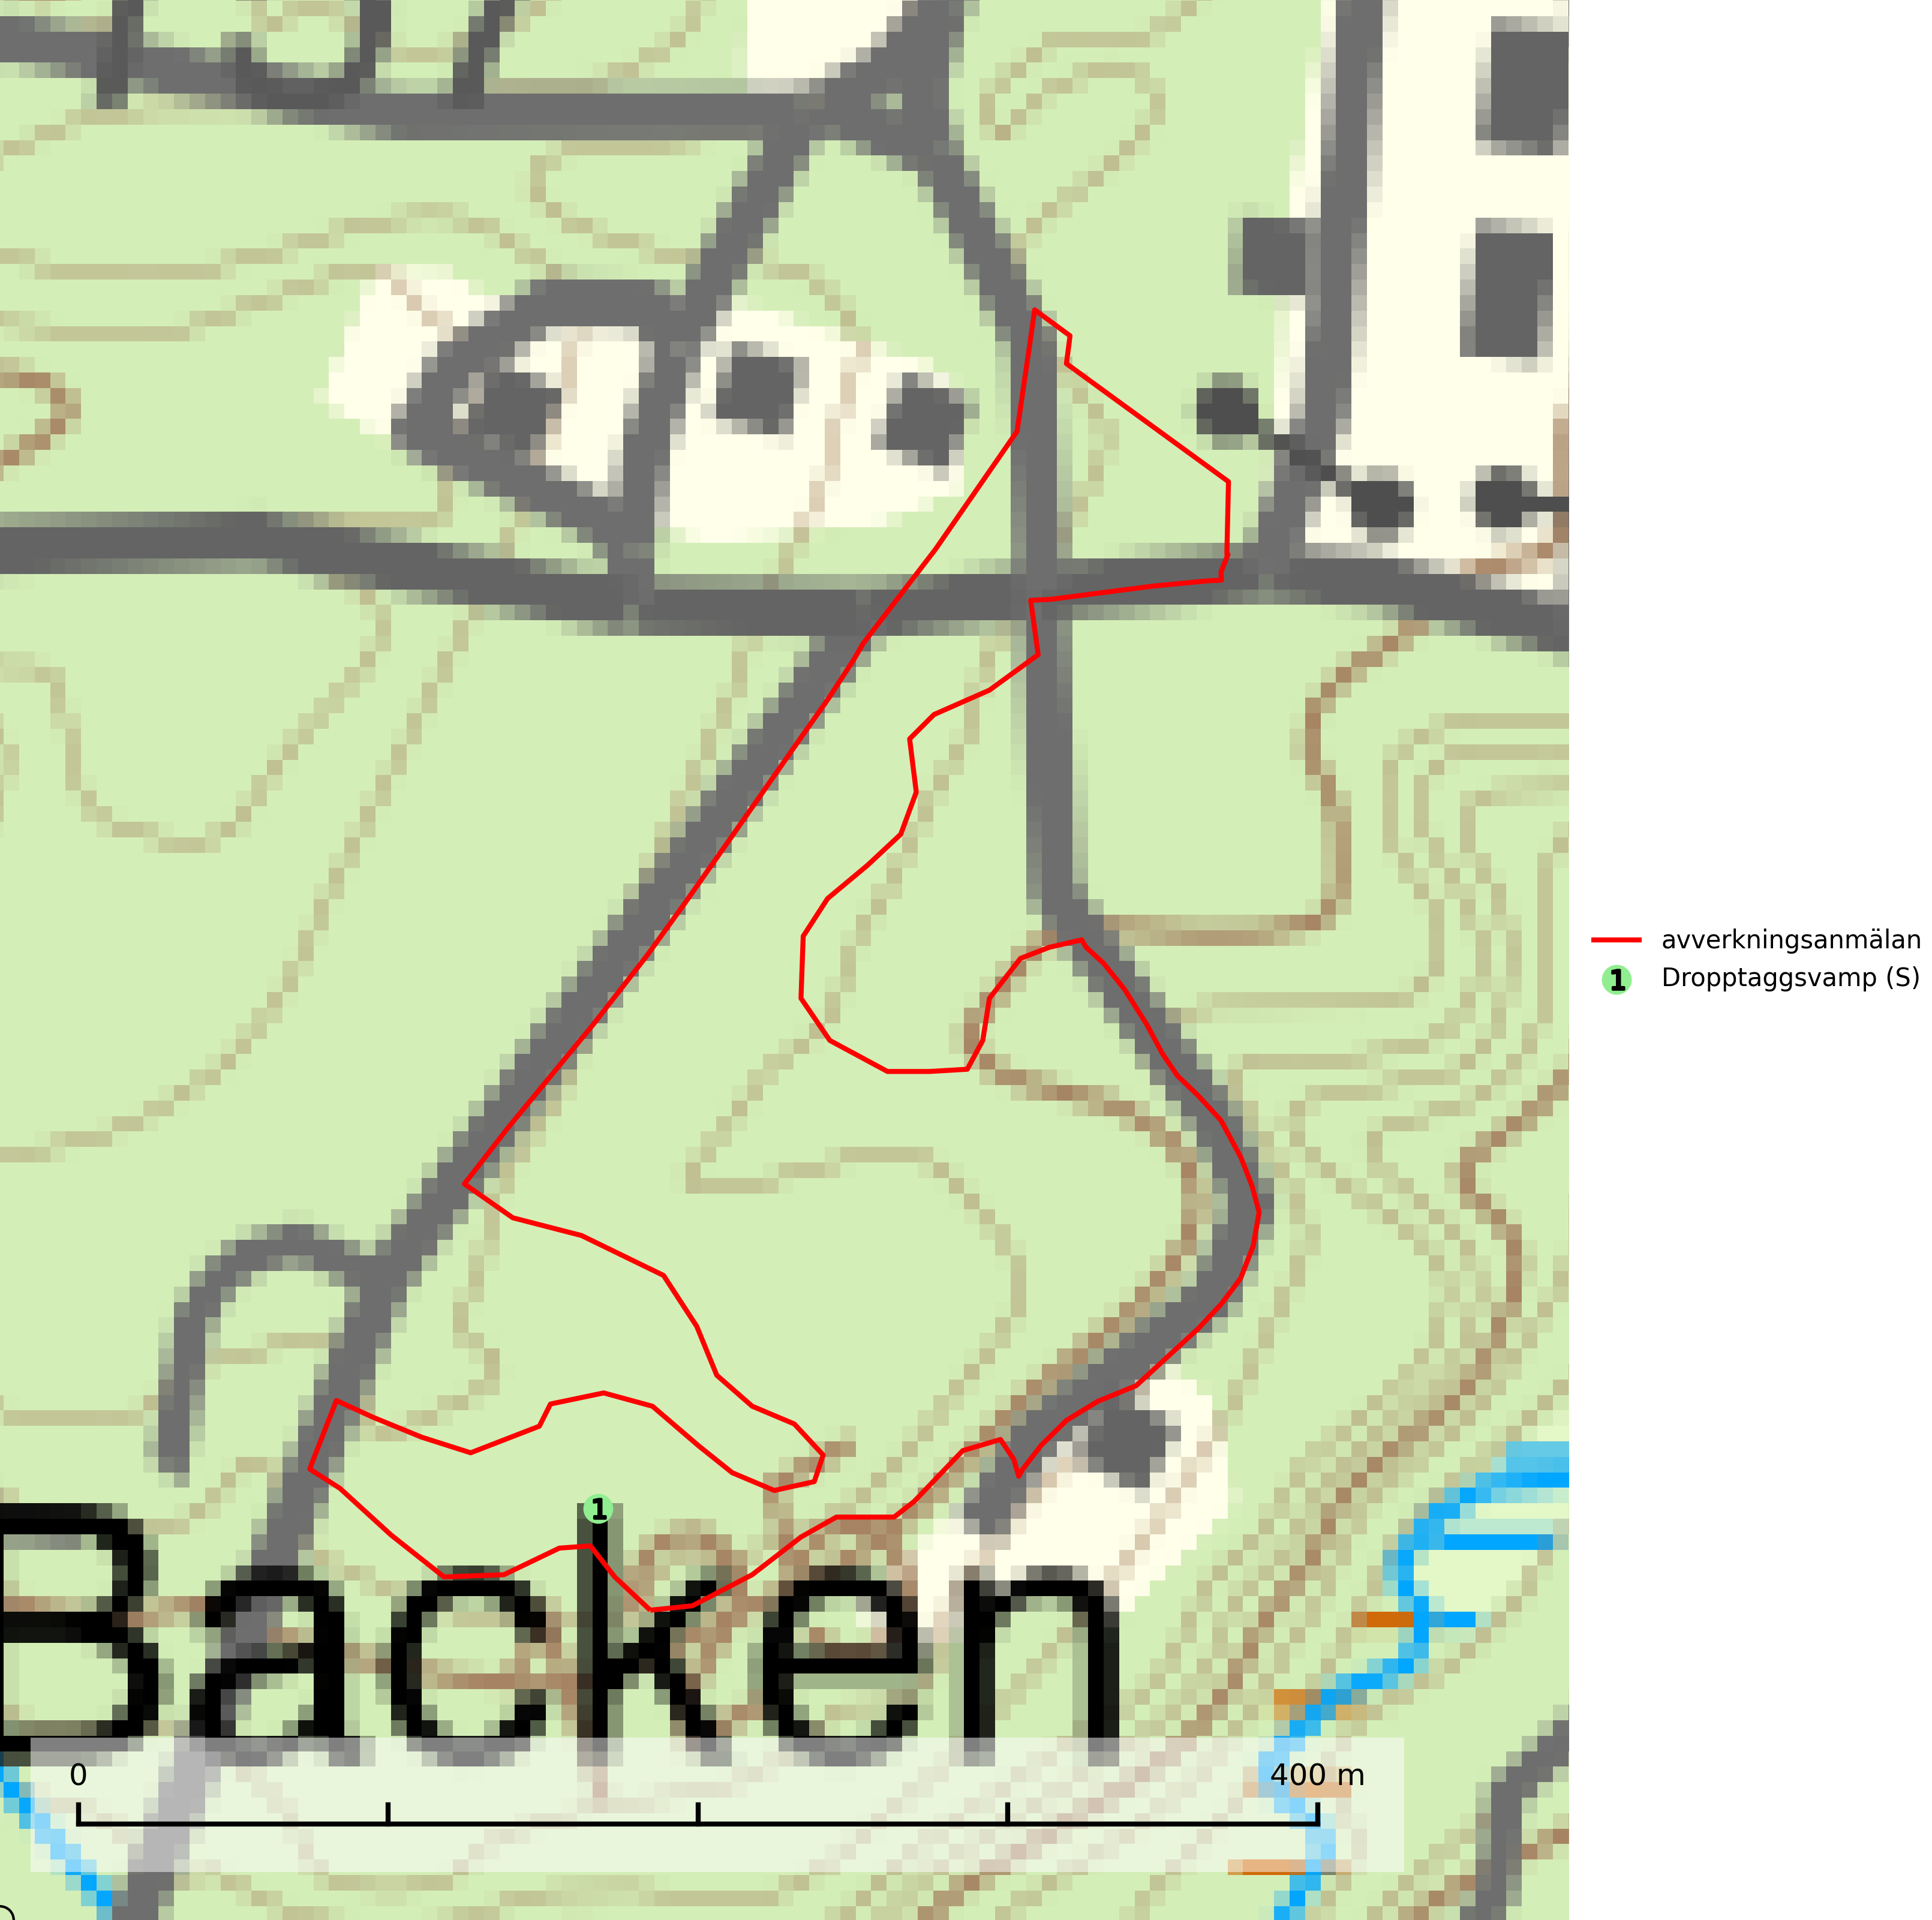 avverkningsanmälan
1 Dropptaggsvamp (S)
1
Backen
0 400 m